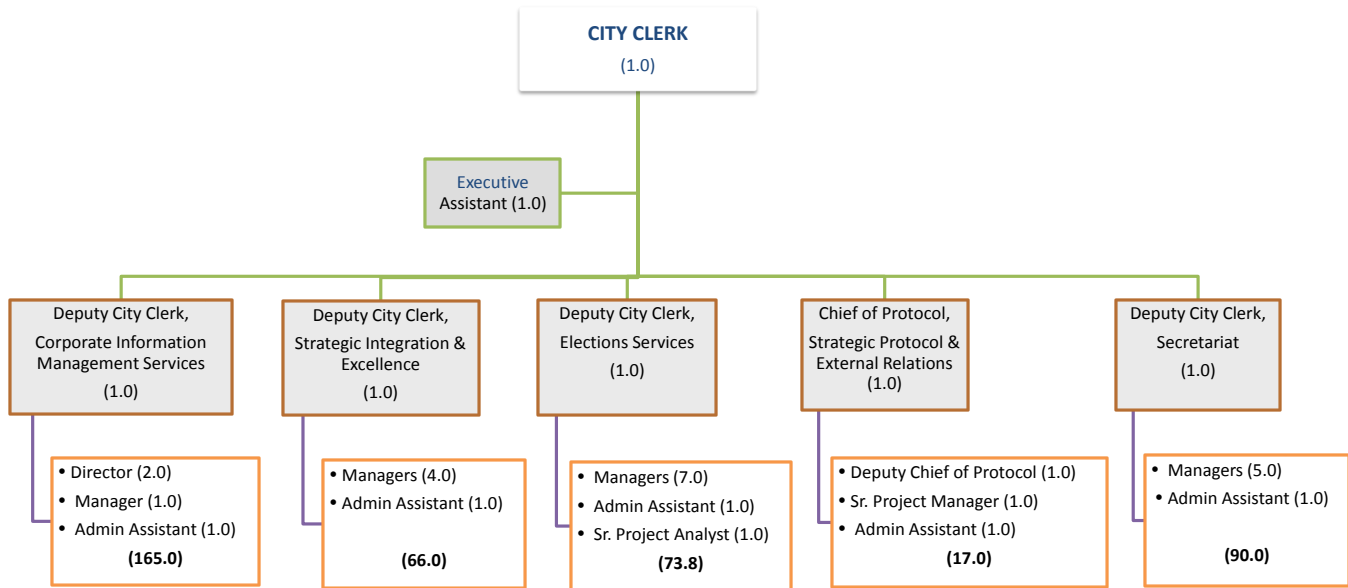 CITY CLERK
(1.0)
Executive
Assistant (1.0)
Deputy City Clerk,
Corporate Information
Management Services
(1.0)
Deputy City Clerk,
Strategic Integration &
Excellence
(1.0)
Deputy City Clerk,
Elections Services
(1.0)
Chief of Protocol,
Strategic Protocol &
External Relations
(1.0)
Deputy City Clerk,
Secretariat
(1.0)
• Director (2.0)
• Manager (1.0)
• Admin Assistant (1.0)
(165.0)
• Managers (4.0)
• Admin Assistant (1.0)
(66.0)
• Managers (7.0)
• Admin Assistant (1.0)
• Sr. Project Analyst (1.0)
(73.8)
• Deputy Chief of Protocol (1.0)
• Sr. Project Manager (1.0)
• Admin Assistant (1.0)
(17.0)
• Managers (5.0)
• Admin Assistant (1.0)
(90.0)